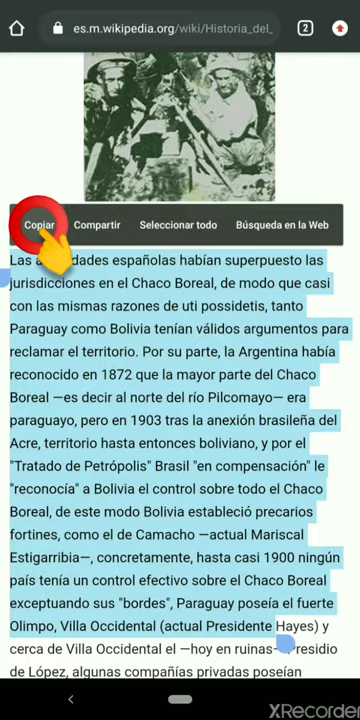 es.m.wikipedia.org/wiki/Historia_del_
2
Copiar Compartir Seleccionar todo Búsqueda en la Web
Las dades españolas habían superpuesto las
jurisdicciones en el Chaco Boreal, de modo que casi
con las mismas razones de uti possidetis, tanto
Paraguay como Bolivia tenían válidos argumentos para
reclamar el territorio. Por su parte, la Argentina había
reconocido en 1872 que la mayor parte del Chaco
Boreal —es decir al norte del río Pilcomayo— era
paraguayo, pero en 1903 tras la anexión brasileña del
Acre, territorio hasta entonces boliviano, y por el
"Tratado de Petrópolis" Brasil "en compensación" le
"reconocía" a Bolivia el control sobre todo el Chaco
Boreal, de este modo Bolivia estableció precarios
fortines, como el de Camacho —actual Mariscal
Estigarribia—, concretamente, hasta casi 1900 ningún
país tenía un control efectivo sobre el Chaco Boreal
exceptuando sus "bordes", Paraguay poseía el fuerte
Olimpo, Villa Occidental (actual Presidente Hayes) y
cerca de Villa Occidental el —hoy en ruinas— residio
de López, algunas compañías privadas poseían
XRecorder